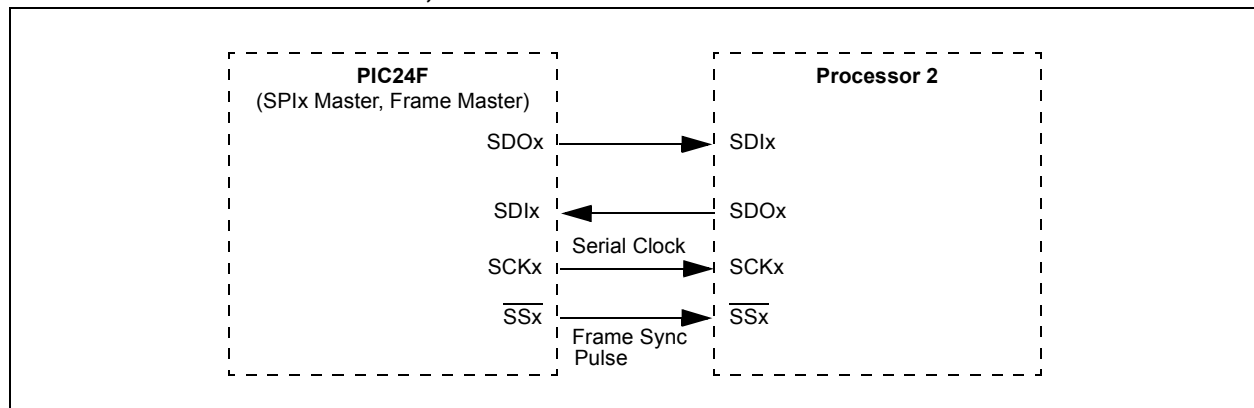 PIC24F
(SPIx Master, Frame Master)
Processor 2
SDOx
SDIx
SDIx
SDOx
Serial Clock
SCKx
SCKx
SSx
SSx
Frame Sync
Pulse